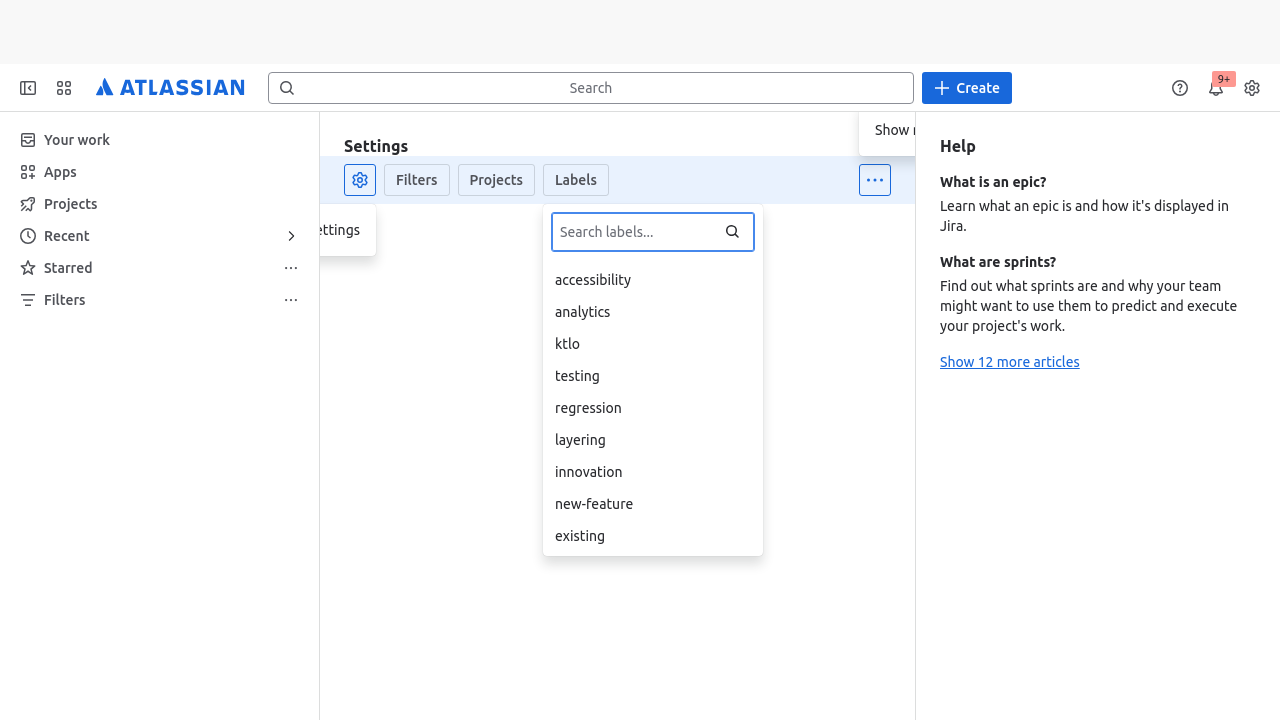 ATLASSIAN
Search
Create
9+
Your work
Apps
Projects
Recent
Starred
Filters
Settings
Show
Filters
Projects
Labels
ettings
Search labels...
accessibility
analytics
ktlo
testing
regression
layering
innovation
new-feature
existing
Help
What is an epic?
Learn what an epic is and how it's displayed in
Jira.
What are sprints?
Find out what sprints are and why your team
might want to use them to predict and execute
your project's work.
Show 12 more articles